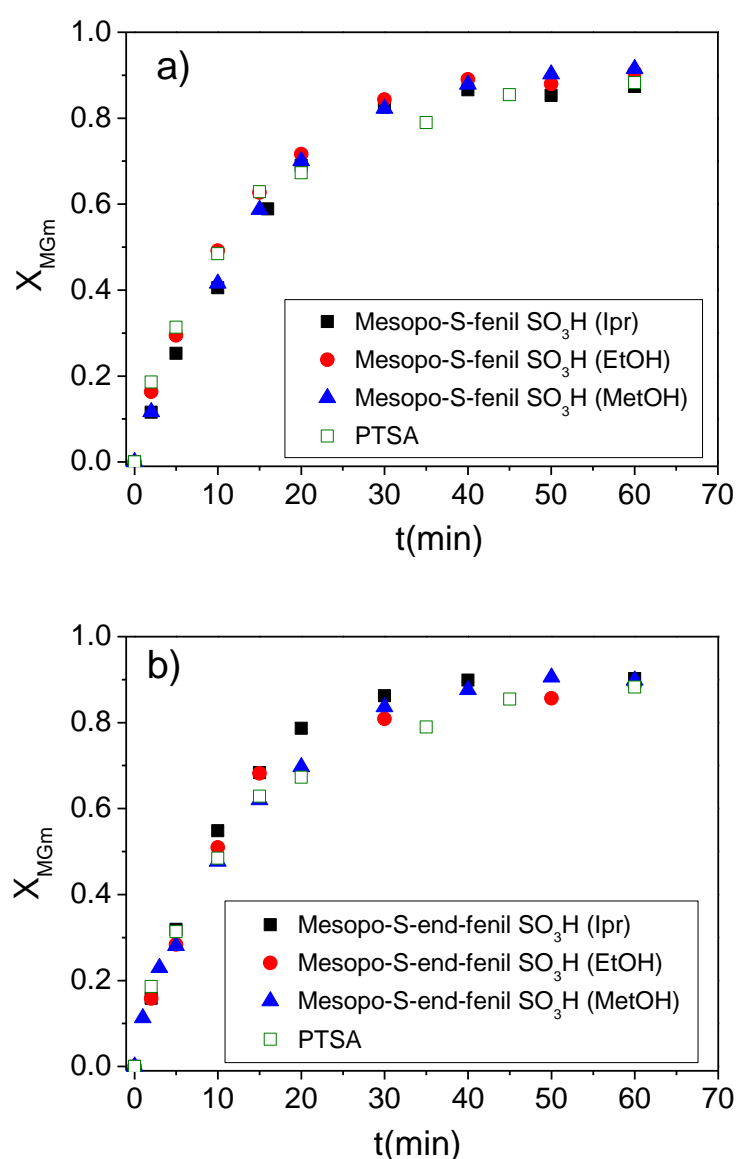 a)
1.0
0.8
0.6
0.4
0.2
0.0
X_MGm
Mesopo-S-fenil SO₃H (Ipr)
Mesopo-S-fenil SO₃H (EtOH)
Mesopo-S-fenil SO₃H (MetOH)
PTSA
0 10 20 30 40 50 60 70
t(min)
b)
1.0
0.8
0.6
0.4
0.2
0.0
X_MGm
Mesopo-S-end-fenil SO₃H (Ipr)
Mesopo-S-end-fenil SO₃H (EtOH)
Mesopo-S-end-fenil SO₃H (MetOH)
PTSA
0 10 20 30 40 50 60 70
t(min)